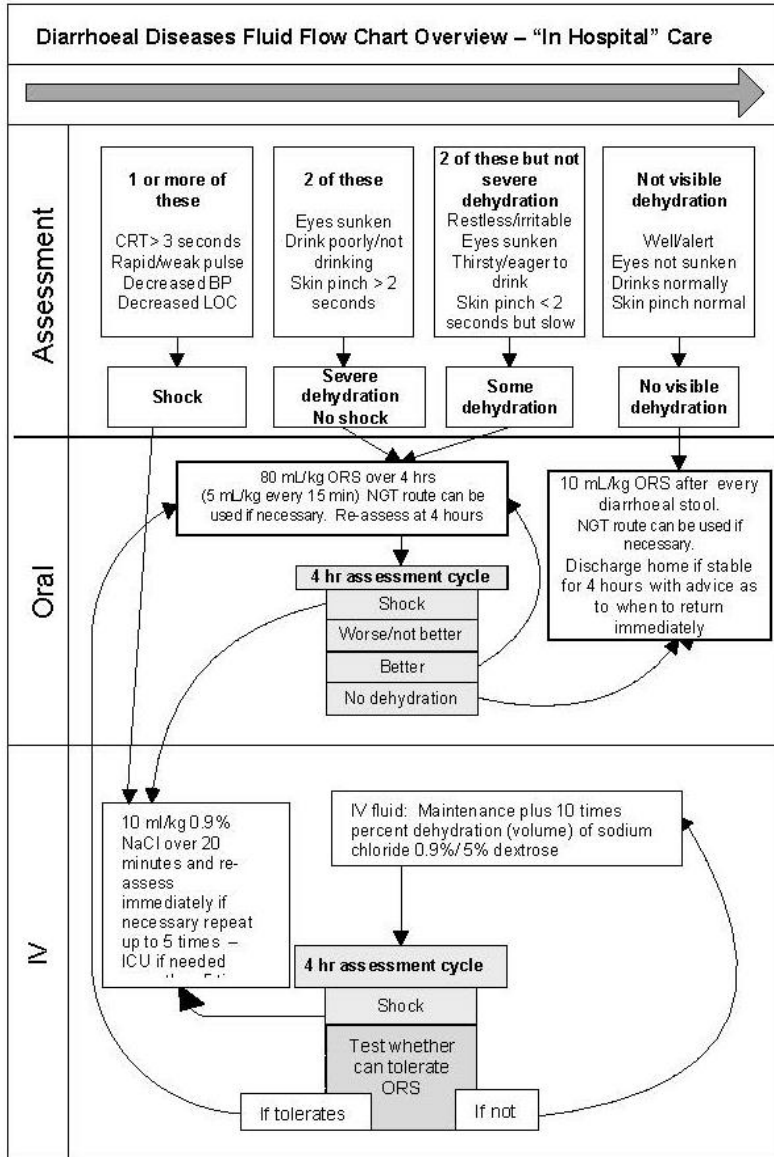 Diarrhoeal Diseases Fluid Flow Chart Overview – "In Hospital" Care
Assessment
1 or more of
these
CRT> 3 seconds
Rapid/weak pulse
Decreased BP
Decreased LOC
2 of these
Eyes sunken
Drink poorly/not
drinking
Skin pinch > 2
seconds
2 of these but not
severe
dehydration
Restless/irritable
Eyes sunken
Thirsty/eager to
drink
Skin pinch < 2
seconds but slow
Not visible
dehydration
Well/alert
Eyes not sunken
Drinks normally
Skin pinch normal
Shock
Severe
dehydration
No shock
Some
dehydration
No visible
dehydration
Oral
80 mL/kg ORS over 4 hrs
(5 mL/kg every 15 min) NGT route can be
used if necessary. Re-assess at 4 hours
10 mL/kg ORS after every
diarrhoeal stool.
NGT route can be used if
necessary.
Discharge home if stable
for 4 hours with advice as
to when to return
immediately
4 hr assessment cycle
Shock
Worse/not better
Better
No dehydration
IV
10 ml/kg 0.9%
NaCl over 20
minutes and re-
assess
immediately if
necessary repeat
up to 5 times –
ICU if needed
IV fluid: Maintenance plus 10 times
percent dehydration (volume) of sodium
chloride 0.9%/5% dextrose
4 hr assessment cycle
Shock
Test whether
can tolerate
ORS
If tolerates
If not